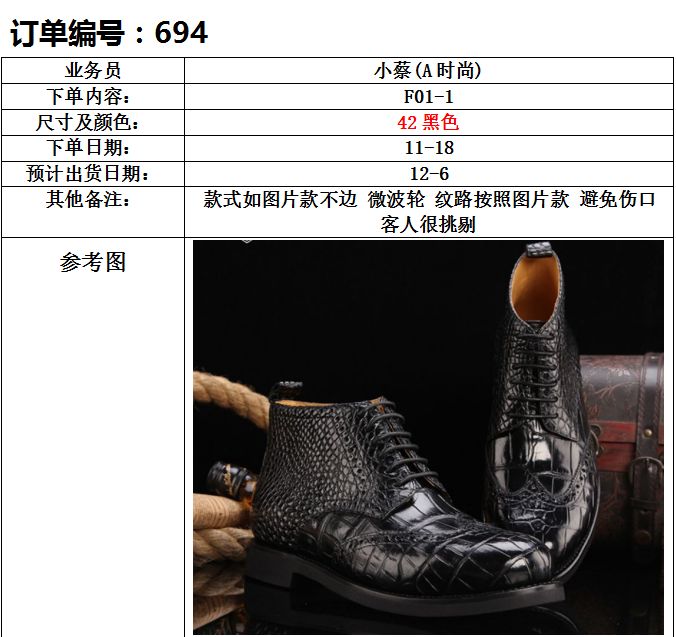 订单编号：694
业务员 小蔡(A时尚)
下单内容： F01-1
尺寸及颜色： 42 黑色
下单日期： 11-18
预计出货日期： 12-6
其他备注： 款式如图片款不边 微波轮 纹路按照图片款 避免伤口
客人很挑剔
参考图